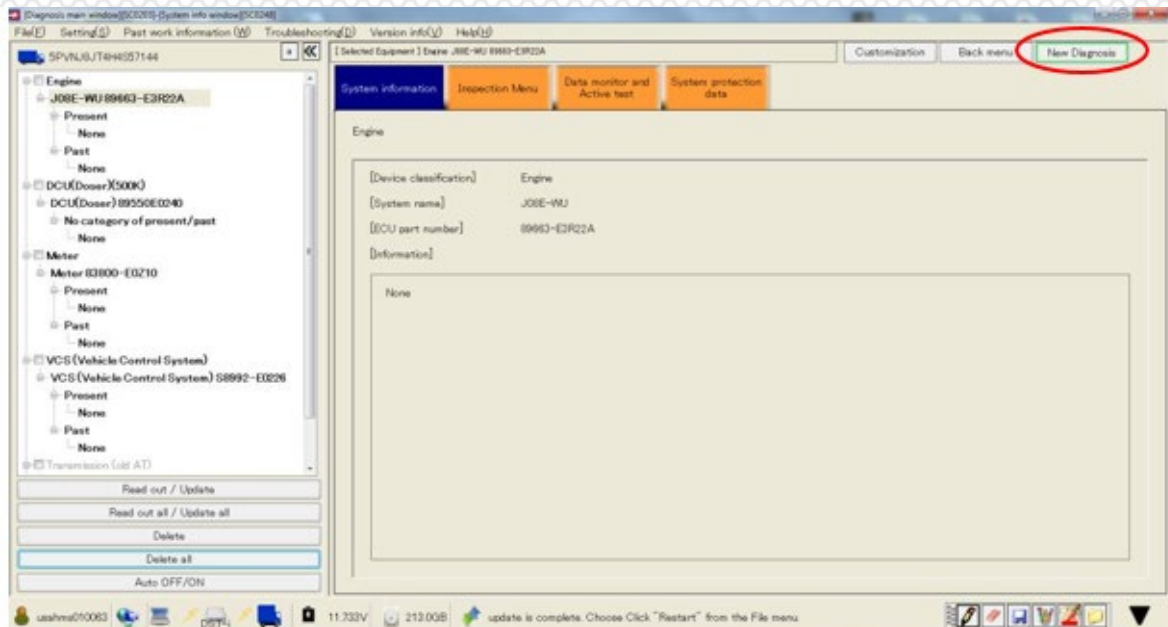 [Diagnosis main window][SC0203]-[System info window][SC0248]
File(F) Setting(S) Past work information (W) Troubleshooting(D) Version info(V) Help(H)
5PVNJ8JT4H4S57144
[ Selected Equipment ] Engine J08E-WU 89663-E3R22A
Customization Back menu New Diagnosis
Engine
J08E-WU 89663-E3R22A
Present
None
Past
None
DCU(Doser)(500K)
DCU(Doser) 89550E0240
No category of present/past
None
Meter
Meter 83800-E0Z10
Present
None
Past
None
VCS (Vehicle Control System)
VCS (Vehicle Control System) S8992-E0226
Present
None
Past
None
Transmission (old AT)
Read out / Update
Read out all / Update all
Delete
Delete all
Auto OFF/ON
System information
Inspection Menu
Data monitor and
Active test
System protection
data
Engine
[Device classification] Engine
[System name] J08E-WU
[ECU part number] 89663-E3R22A
[Information]
None
11.733V 213.0GB update is complete. Choose Click "Restart" from the File menu.